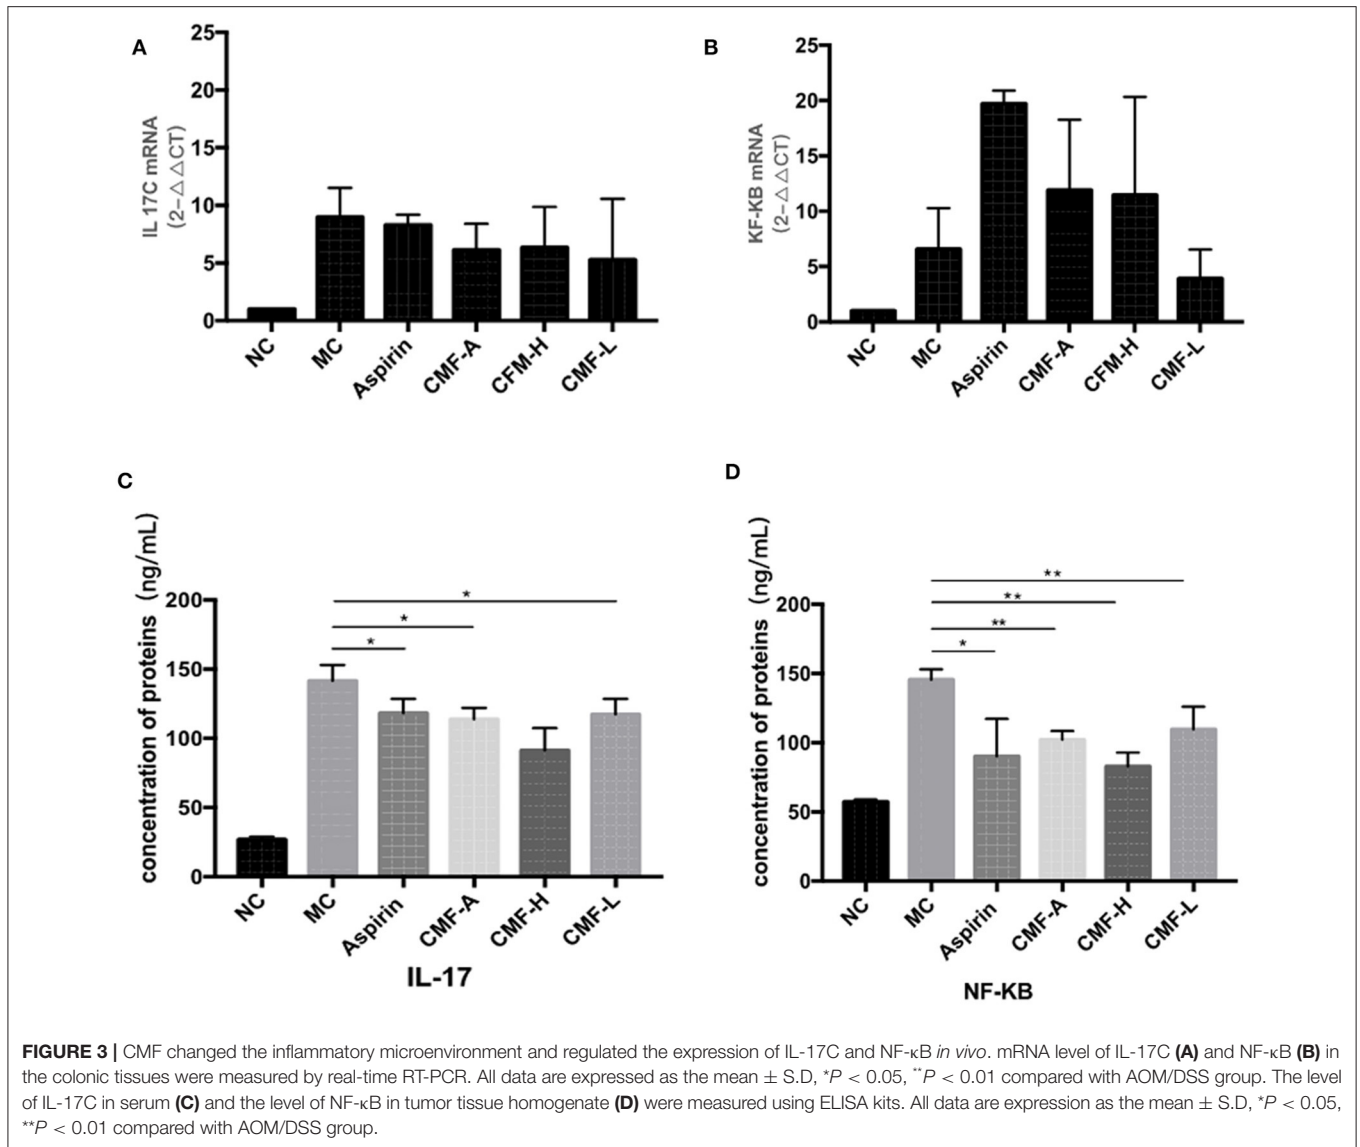 A
25
20
15
10
5
0
IL 17C mRNA
(2−△△CT)
NC
MC
Aspirin
CMF-A
CFM-H
CMF-L
B
25
20
15
10
5
0
KF-KB mRNA
(2−△△CT)
NC
MC
Aspirin
CMF-A
CFM-H
CMF-L
C
concentration of proteins (ng/mL)
200
150
100
50
0
*
*
*
NC
MC
Aspirin
CMF-A
CMF-H
CMF-L
IL-17
D
concentration of proteins (ng/mL)
200
150
100
50
0
**
**
**
*
NC
MC
Aspirin
CMF-A
CMF-H
CMF-L
NF-KB
FIGURE 3 | CMF changed the inflammatory microenvironment and regulated the expression of IL-17C and NF-κB in vivo. mRNA level of IL-17C (A) and NF-κB (B) in
the colonic tissues were measured by real-time RT-PCR. All data are expressed as the mean ± S.D, *P < 0.05, **P < 0.01 compared with AOM/DSS group. The level
of IL-17C in serum (C) and the level of NF-κB in tumor tissue homogenate (D) were measured using ELISA kits. All data are expression as the mean ± S.D, *P < 0.05,
**P < 0.01 compared with AOM/DSS group.